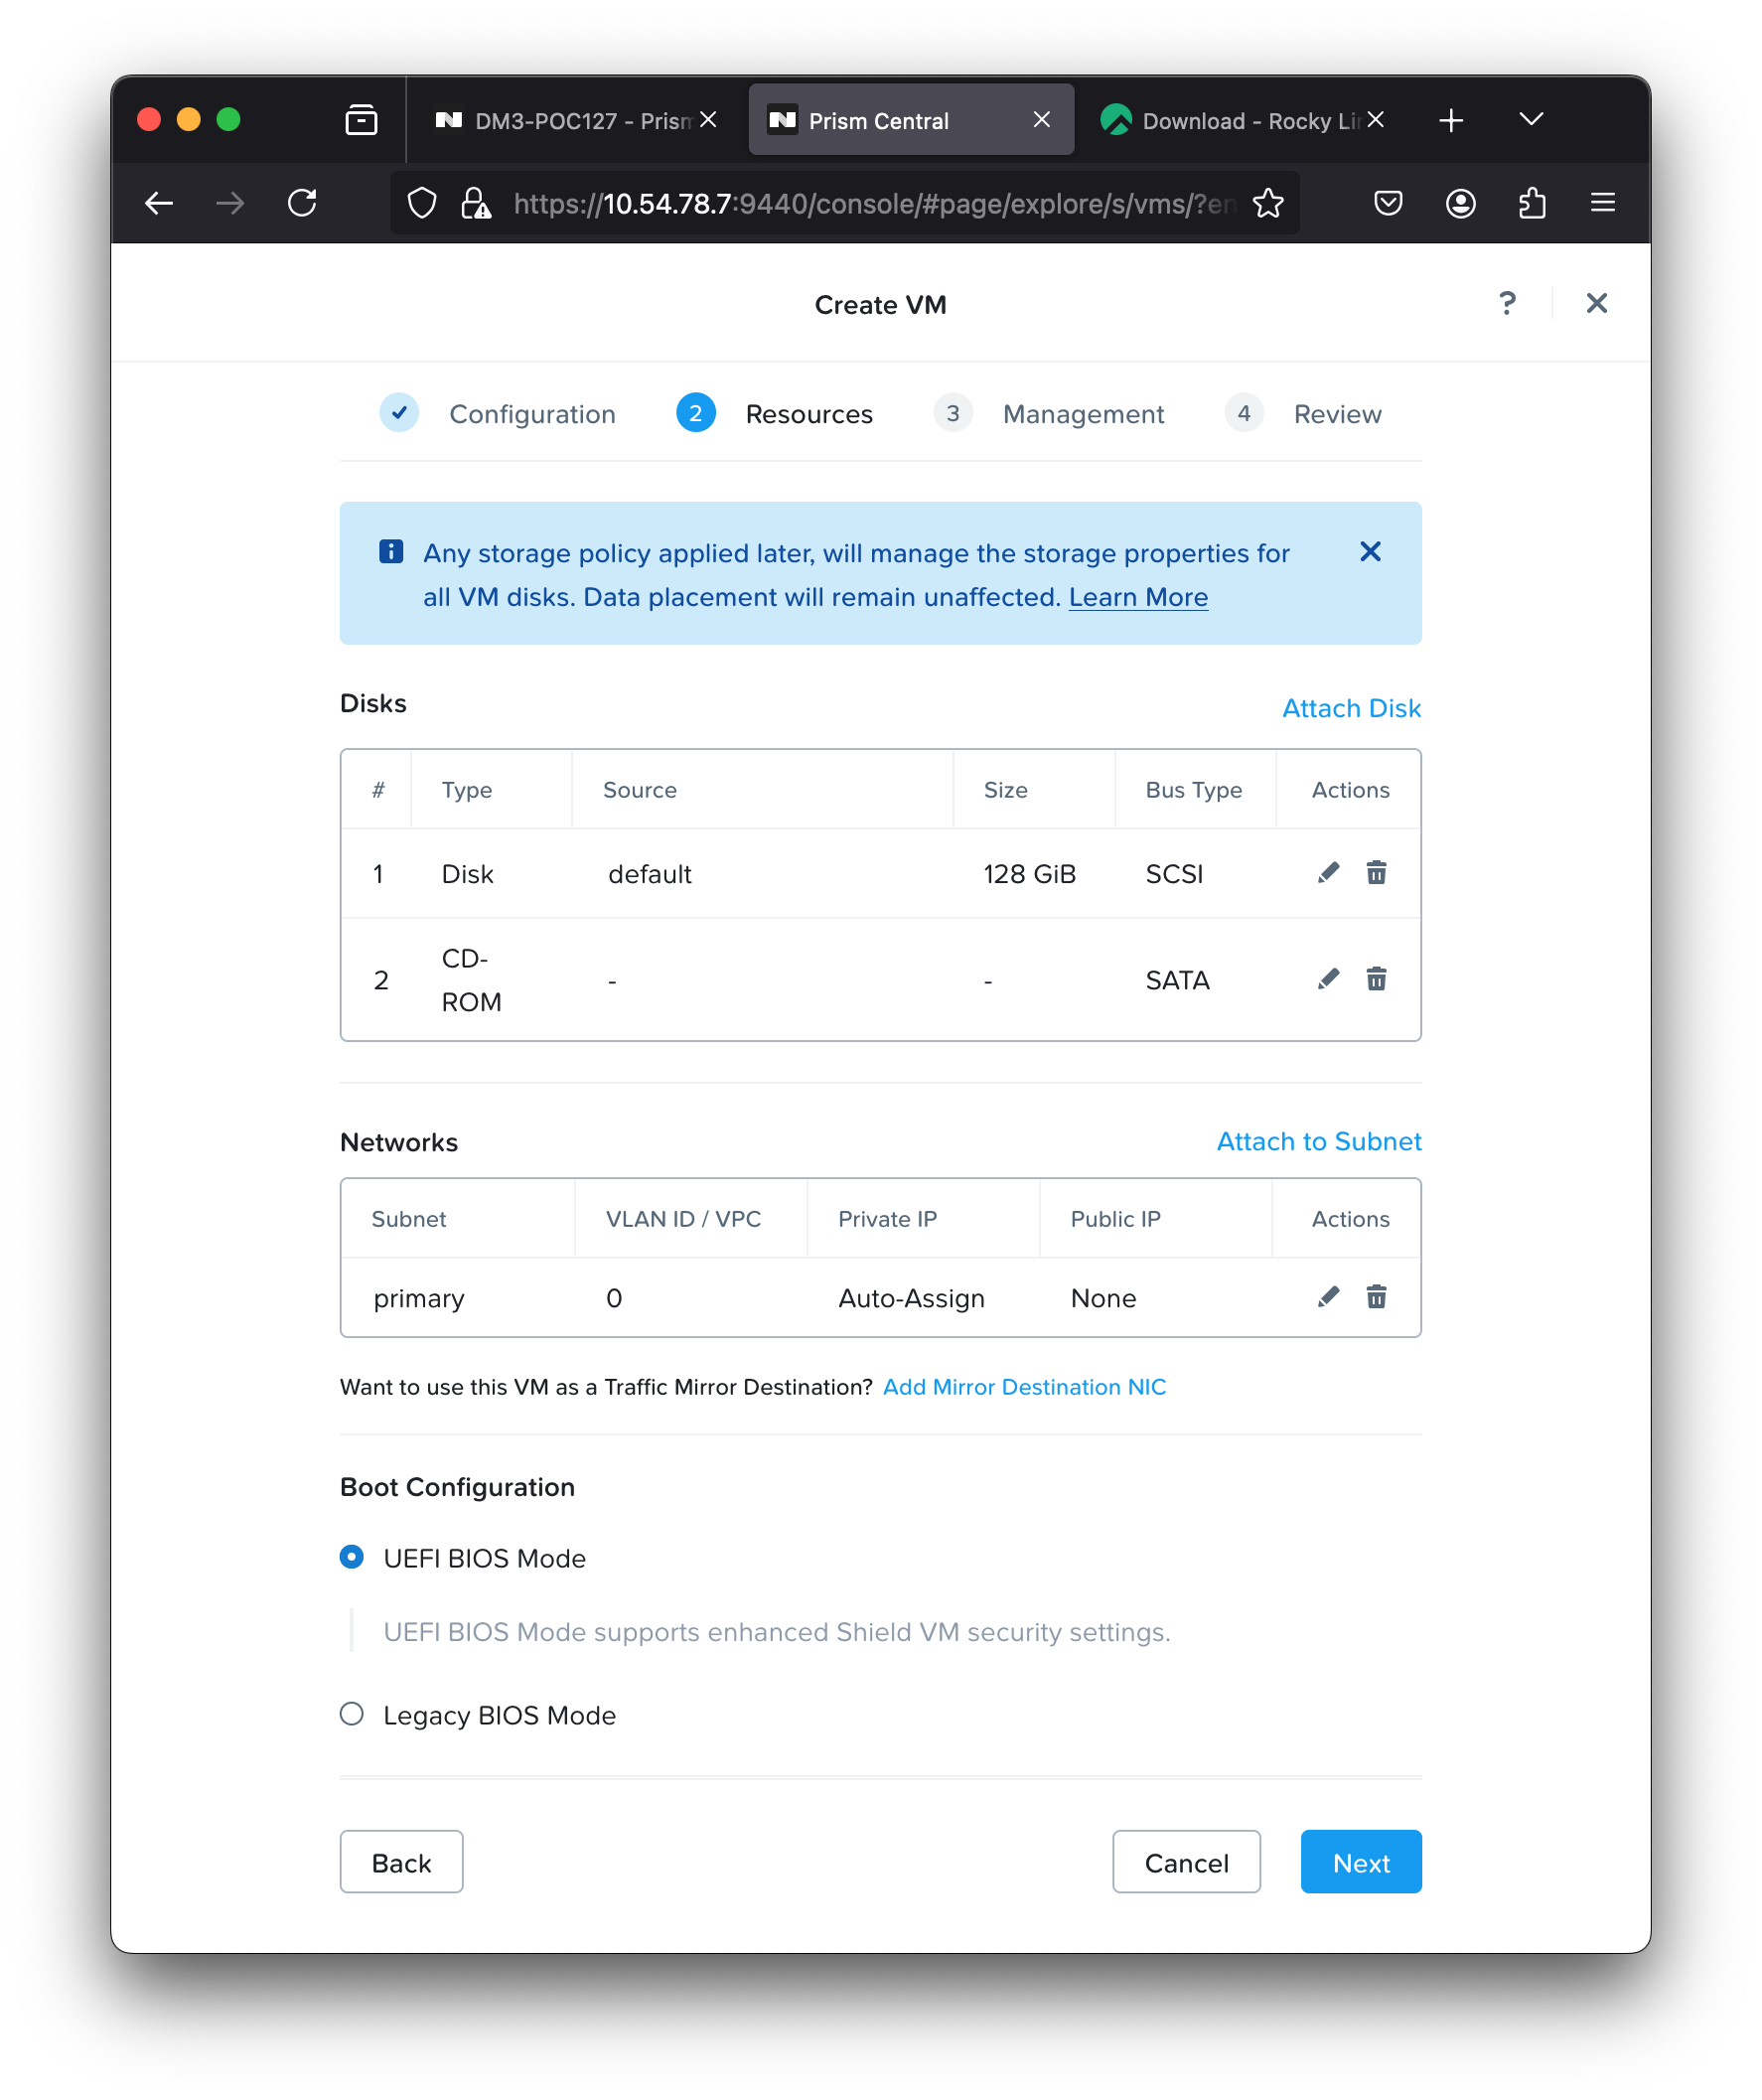 DM3-POC127 - Prism
Prism Central
Download - Rocky Lin
https://10.54.78.7:9440/console/#page/explore/s/vms/?en
Create VM
?
Configuration
2 Resources
3 Management
4 Review
Any storage policy applied later, will manage the storage properties for
all VM disks. Data placement will remain unaffected. Learn More
Disks
Attach Disk
# Type Source Size Bus Type Actions
1 Disk default 128 GiB SCSI
2 CD-
ROM - - SATA
Networks
Attach to Subnet
Subnet VLAN ID / VPC Private IP Public IP Actions
primary 0 Auto-Assign None
Want to use this VM as a Traffic Mirror Destination? Add Mirror Destination NIC
Boot Configuration
UEFI BIOS Mode
UEFI BIOS Mode supports enhanced Shield VM security settings.
Legacy BIOS Mode
Back
Cancel
Next